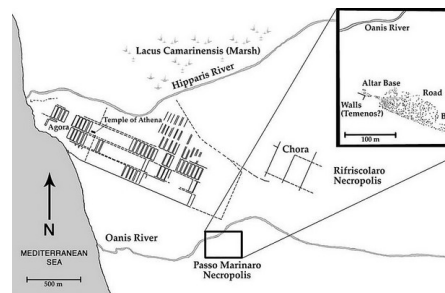 Lacus Camarinensis (Marsh)
Hipparis River
Temple of Athena
Agora
Chora
Rifriscolaro
Necropolis
N
MEDITERRANEAN
SEA
500 m
Oanis River
Passo Marinaro
Necropolis
Oanis River
Altar Base
Road
Walls
(Temenos?)
B
100 m